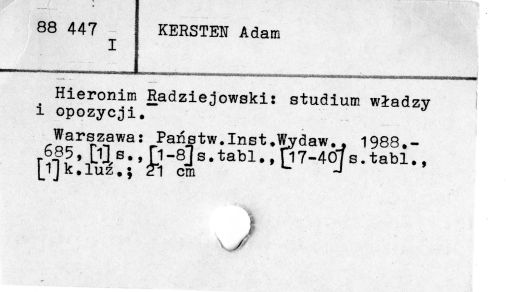 88 447
I
KERSTEN Adam
Hieronim Radziejowski: studium władzy
i opozycji.
Warszawa: Państw.Inst.Wydaw., 1988.-
685,[1]s.,[1-8]s.tabl.,[17-40]s.tabl.,
[1]k.luź.; 21 cm